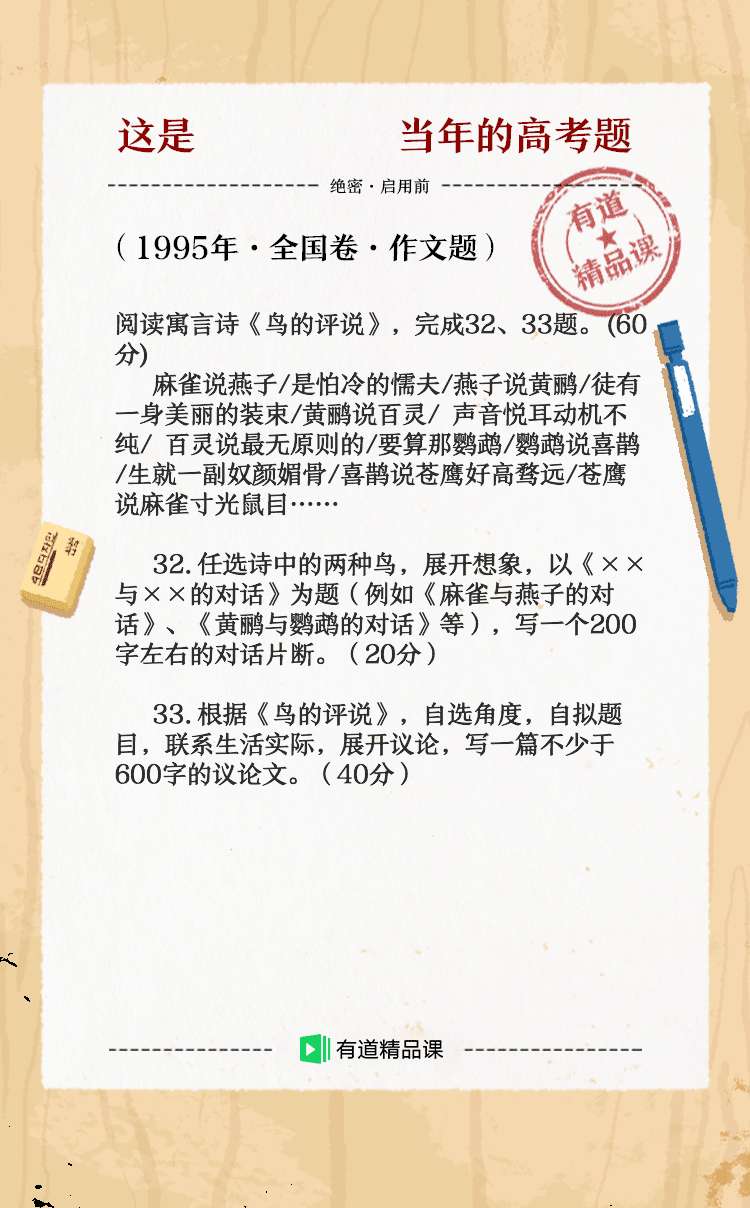 这是 当年的高考题
绝密·启用前
有道
精品课
（1995年·全国卷·作文题）
阅读寓言诗《鸟的评说》，完成32、33题。(60
分)
麻雀说燕子/是怕冷的懦夫/燕子说黄鹂/徒有
一身美丽的装束/黄鹂说百灵/ 声音悦耳动机不
纯/ 百灵说最无原则的/要算那鹦鹉/鹦鹉说喜鹊
/生就一副奴颜媚骨/喜鹊说苍鹰好高骛远/苍鹰
说麻雀寸光鼠目……
32.任选诗中的两种鸟，展开想象，以《××
与××的对话》为题（例如《麻雀与燕子的对
话》、《黄鹂与鹦鹉的对话》等），写一个200
字左右的对话片断。（20分）
33.根据《鸟的评说》，自选角度，自拟题
目，联系生活实际，展开议论，写一篇不少于
600字的议论文。（40分）
有道精品课